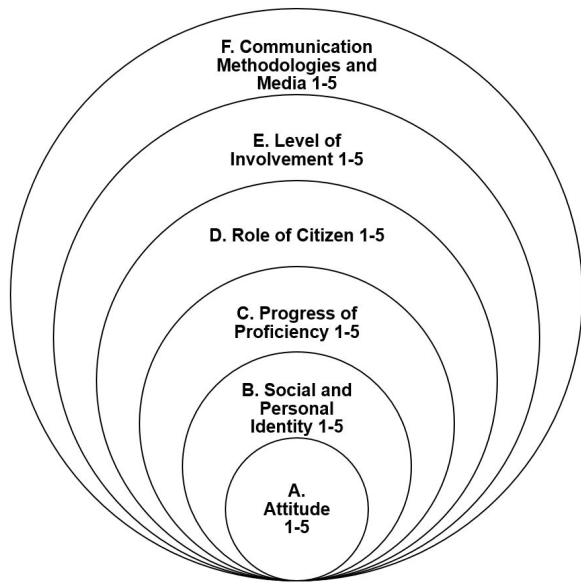 F. Communication
Methodologies and
Media 1-5
E. Level of
Involvement 1-5
D. Role of Citizen 1-5
C. Progress of
Proficiency 1-5
B. Social and
Personal
Identity 1-5
A.
Attitude
1-5